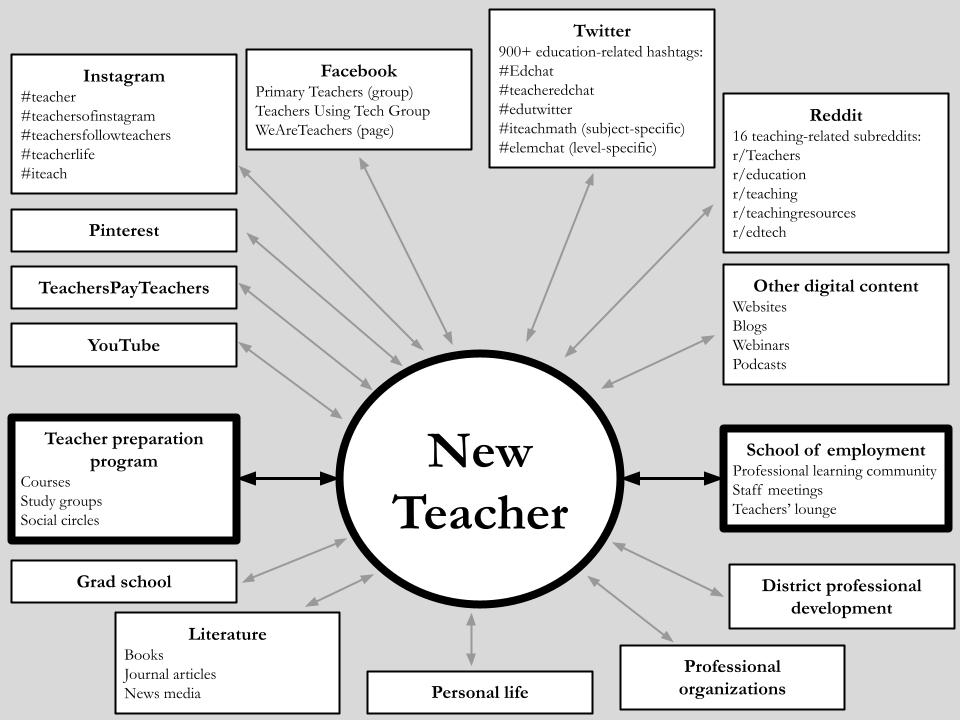 Instagram
#teacher
#teachersofinstagram
#teachersfollowteachers
#teacherlife
#iteach
Facebook
Primary Teachers (group)
Teachers Using Tech Group
WeAreTeachers (page)
Twitter
900+ education-related hashtags:
#Edchat
#teacheredchat
#edutwitter
#iteachmath (subject-specific)
#elemchat (level-specific)
Reddit
16 teaching-related subreddits:
r/Teachers
r/education
r/teaching
r/teachingresources
r/edtech
Pinterest
TeachersPayTeachers
YouTube
Other digital content
Websites
Blogs
Webinars
Podcasts
Teacher preparation
program
Courses
Study groups
Social circles
New
Teacher
School of employment
Professional learning community
Staff meetings
Teachers’ lounge
Grad school
Literature
Books
Journal articles
News media
Personal life
Professional
organizations
District professional
development